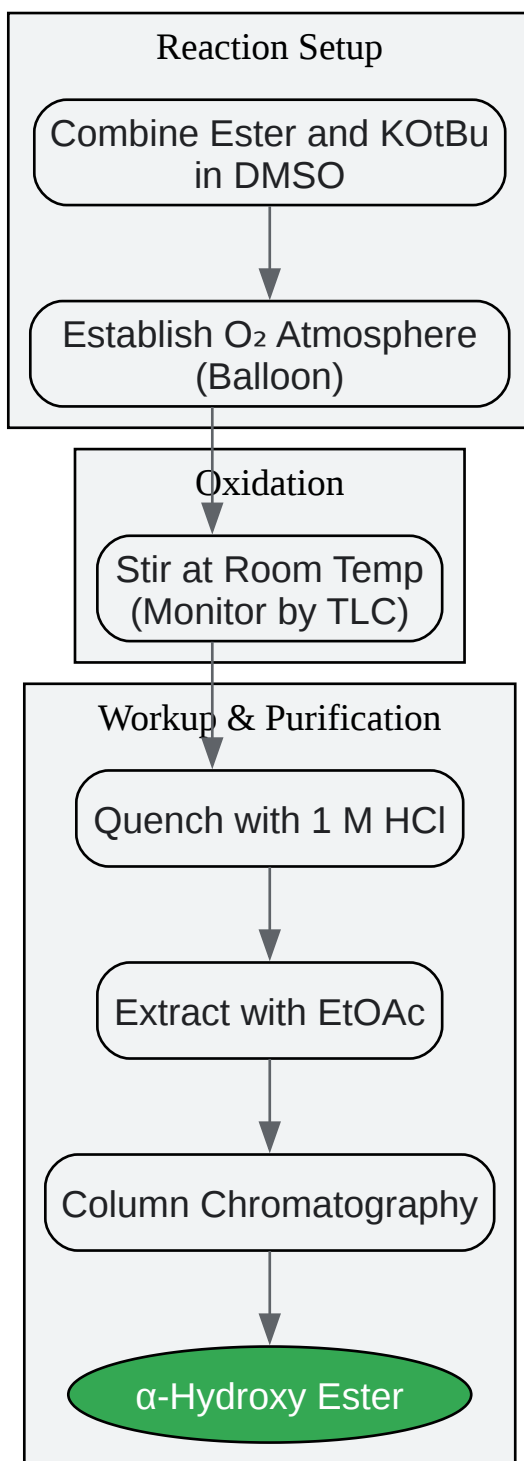 Reaction Setup
Combine Ester and KOtBu
in DMSO
Establish O₂ Atmosphere
(Balloon)
Oxidation
Stir at Room Temp
(Monitor by TLC)
Workup & Purification
Quench with 1 M HCl
Extract with EtOAc
Column Chromatography
α-Hydroxy Ester